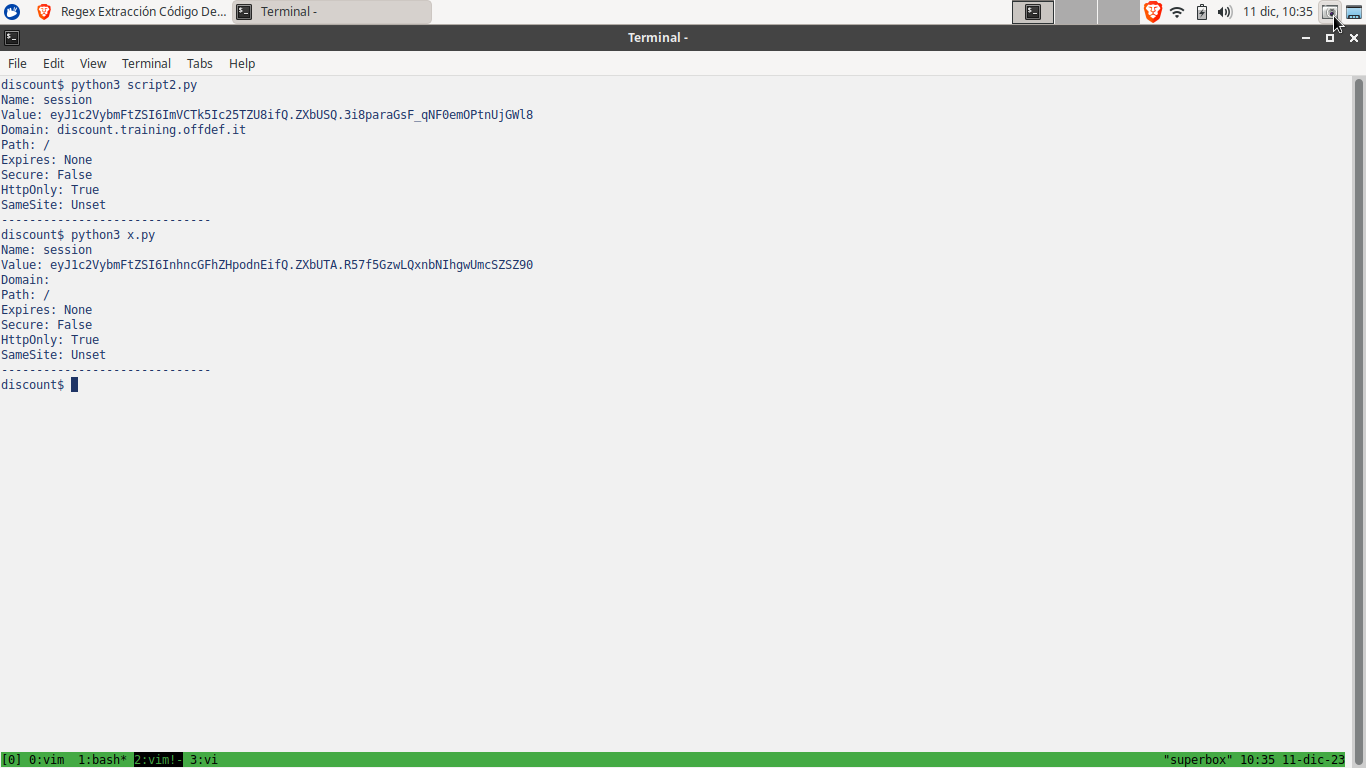 Regex Extracción Código De...
Terminal -
11 dic, 10:35
Terminal -
File Edit View Terminal Tabs Help
discount$ python3 script2.py
Name: session
Value: eyJ1c2VybmFtZSI6ImVCTk5Ic25TZU8ifQ.ZXbUSQ.3i8paraGsF_qNF0emOPtnUjGWl8
Domain: discount.training.offdef.it
Path: /
Expires: None
Secure: False
HttpOnly: True
SameSite: Unset
------------------------------
discount$ python3 x.py
Name: session
Value: eyJ1c2VybmFtZSI6InhncGFhZHpodnEifQ.ZXbUTA.R57f5GzwLQxnbNIhgwUmcSZSZ90
Domain:
Path: /
Expires: None
Secure: False
HttpOnly: True
SameSite: Unset
------------------------------
discount$
[0] 0:vim 1:bash* 2:vim!- 3:vi "superbox" 10:35 11-dic-23